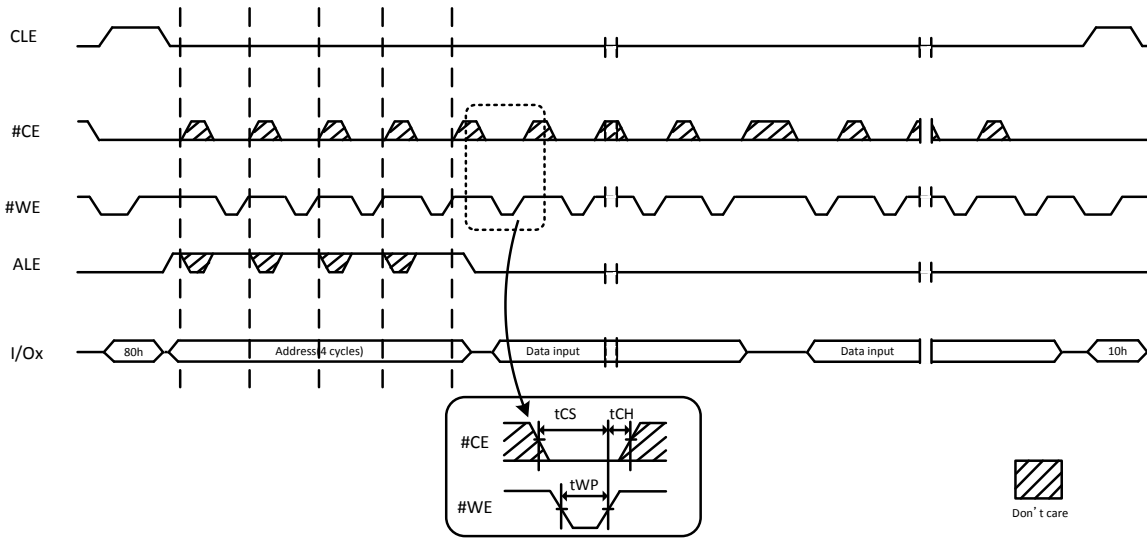 CLE
#CE
#WE
ALE
I/Ox
80h
Address(4 cycles)
Data input
Data input
10h
tCS
tCH
#CE
tWP
#WE
Don't care